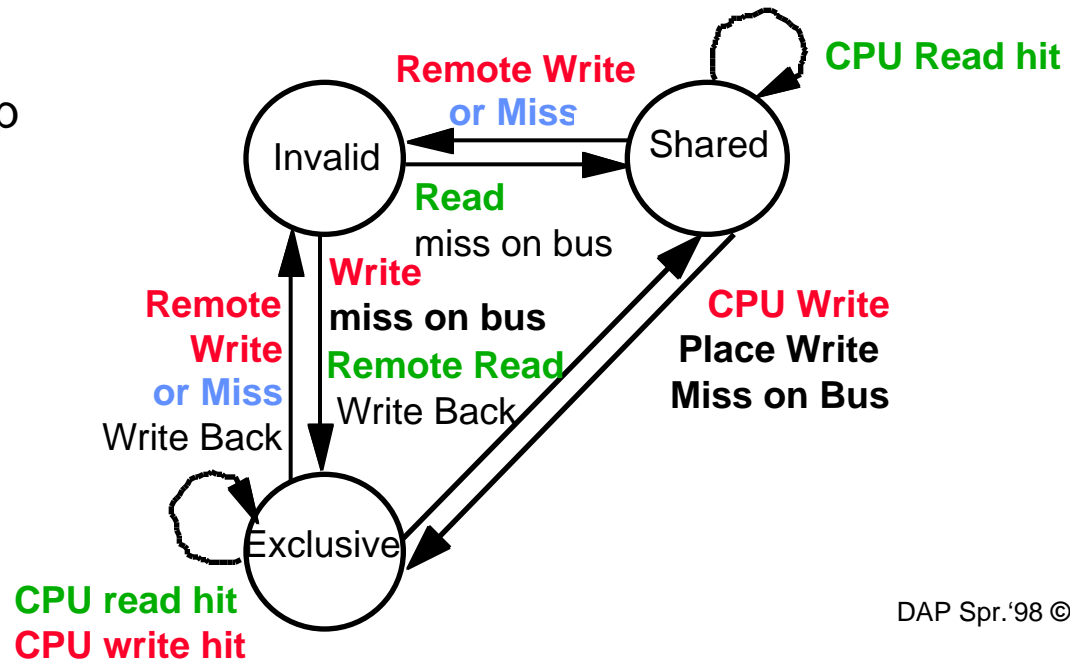 CPU Read hit
Remote Write
or Miss
Invalid
Shared
Read
miss on bus
Write
miss on bus
Remote
Write
or Miss
Write Back
Remote Read
Write Back
CPU Write
Place Write
Miss on Bus
Exclusive
CPU read hit
CPU write hit
DAP Spr.‘98 ©